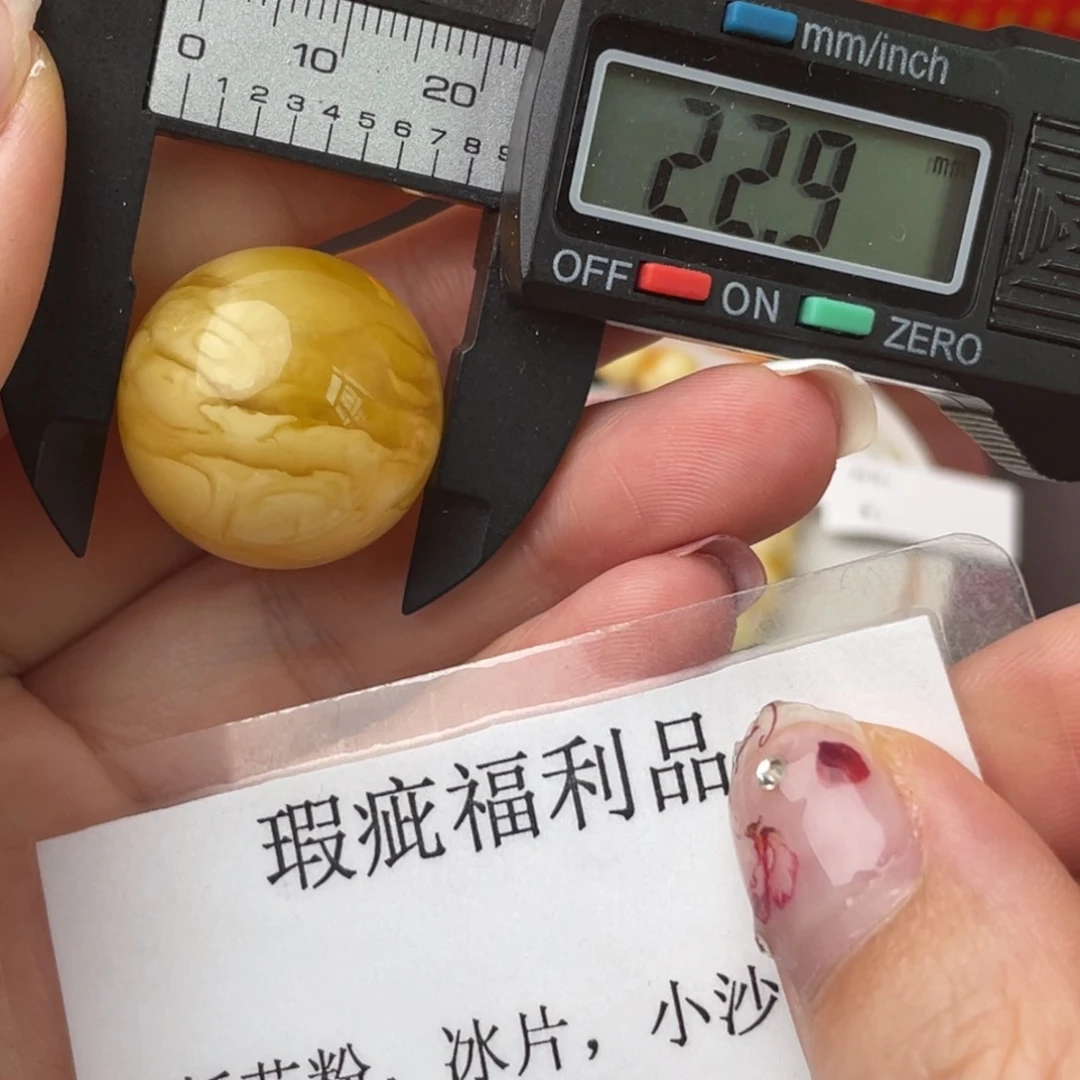 0 10 20
1 2 3 4 5 6 7 8 9
mm/inch
22.9 mm
OFF ON ZERO
瑕疵福利品
粉，冰片，小沙